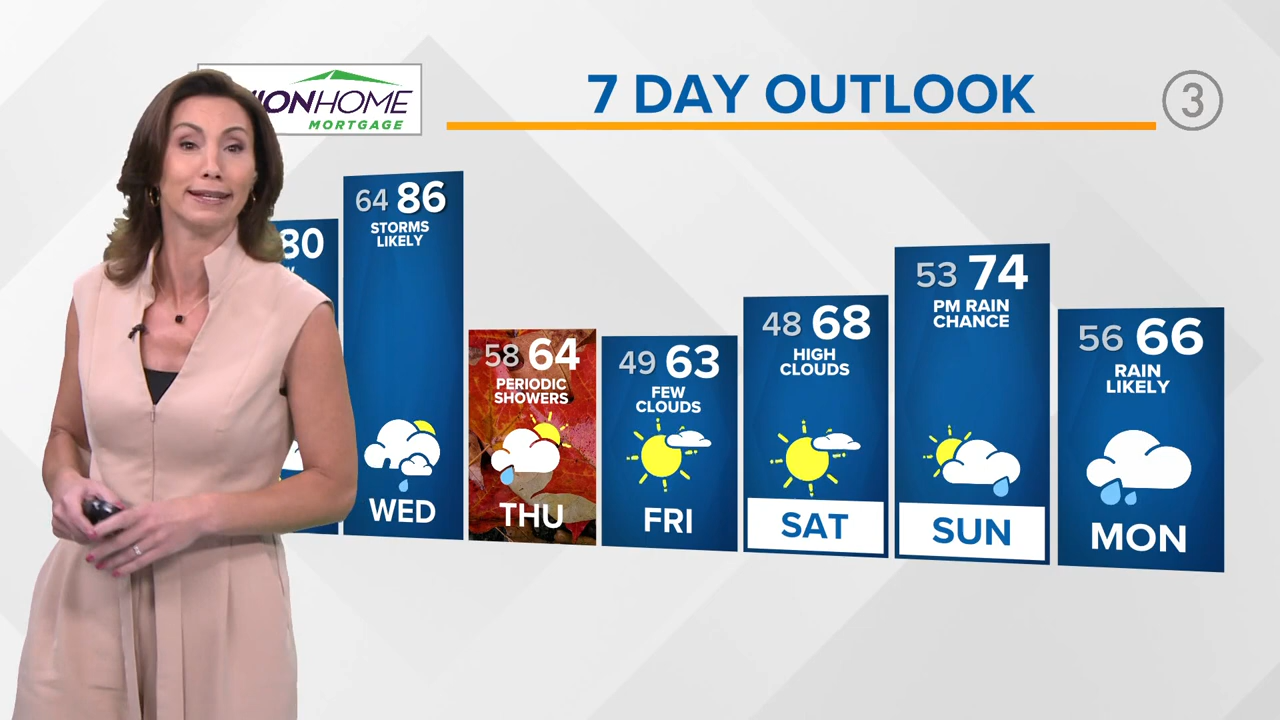 HOME
MORTGAGE
7 DAY OUTLOOK
3
80
64 86
STORMS
LIKELY
WED
58 64
PERIODIC
SHOWERS
THU
49 63
FEW
CLOUDS
FRI
48 68
HIGH
CLOUDS
SAT
53 74
PM RAIN
CHANCE
SUN
56 66
RAIN
LIKELY
MON